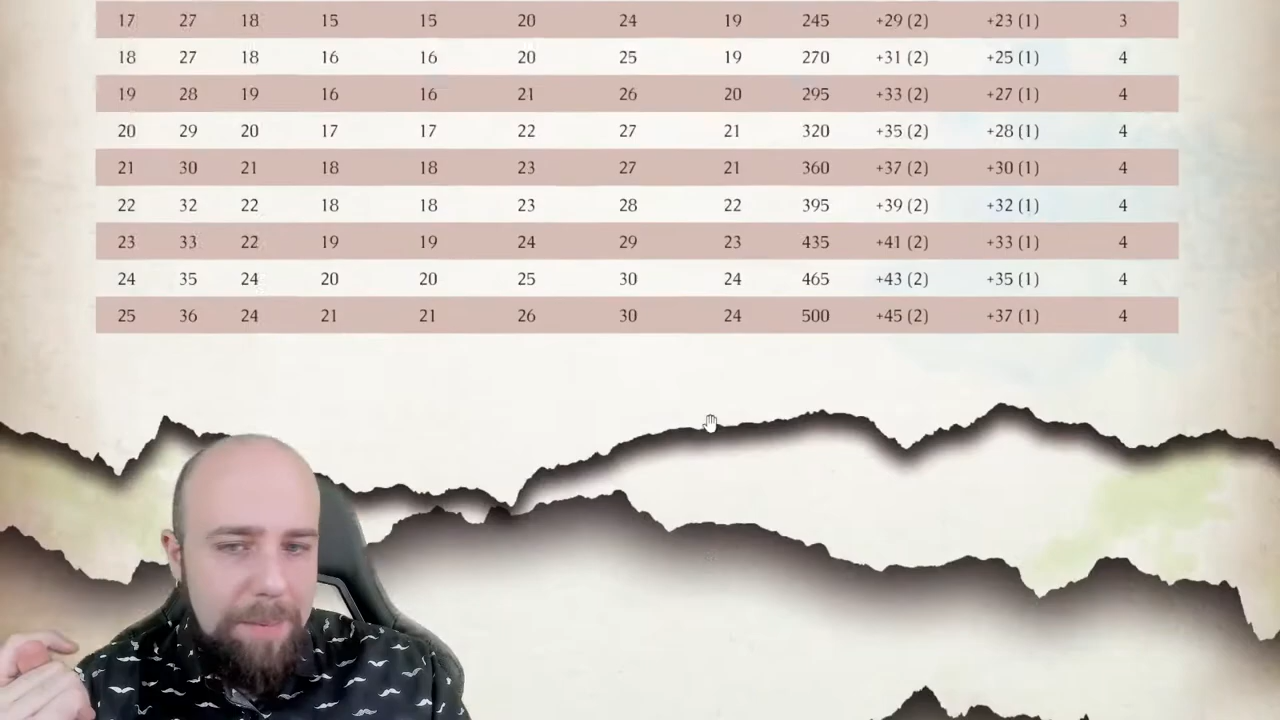 17 27 18 15 15 20 24 19 245 +29 (2) +23 (1) 3
18 27 18 16 16 20 25 19 270 +31 (2) +25 (1) 4
19 28 19 16 16 21 26 20 295 +33 (2) +27 (1) 4
20 29 20 17 17 22 27 21 320 +35 (2) +28 (1) 4
21 30 21 18 18 23 27 21 360 +37 (2) +30 (1) 4
22 32 22 18 18 23 28 22 395 +39 (2) +32 (1) 4
23 33 22 19 19 24 29 23 435 +41 (2) +33 (1) 4
24 35 24 20 20 25 30 24 465 +43 (2) +35 (1) 4
25 36 24 21 21 26 30 24 500 +45 (2) +37 (1) 4